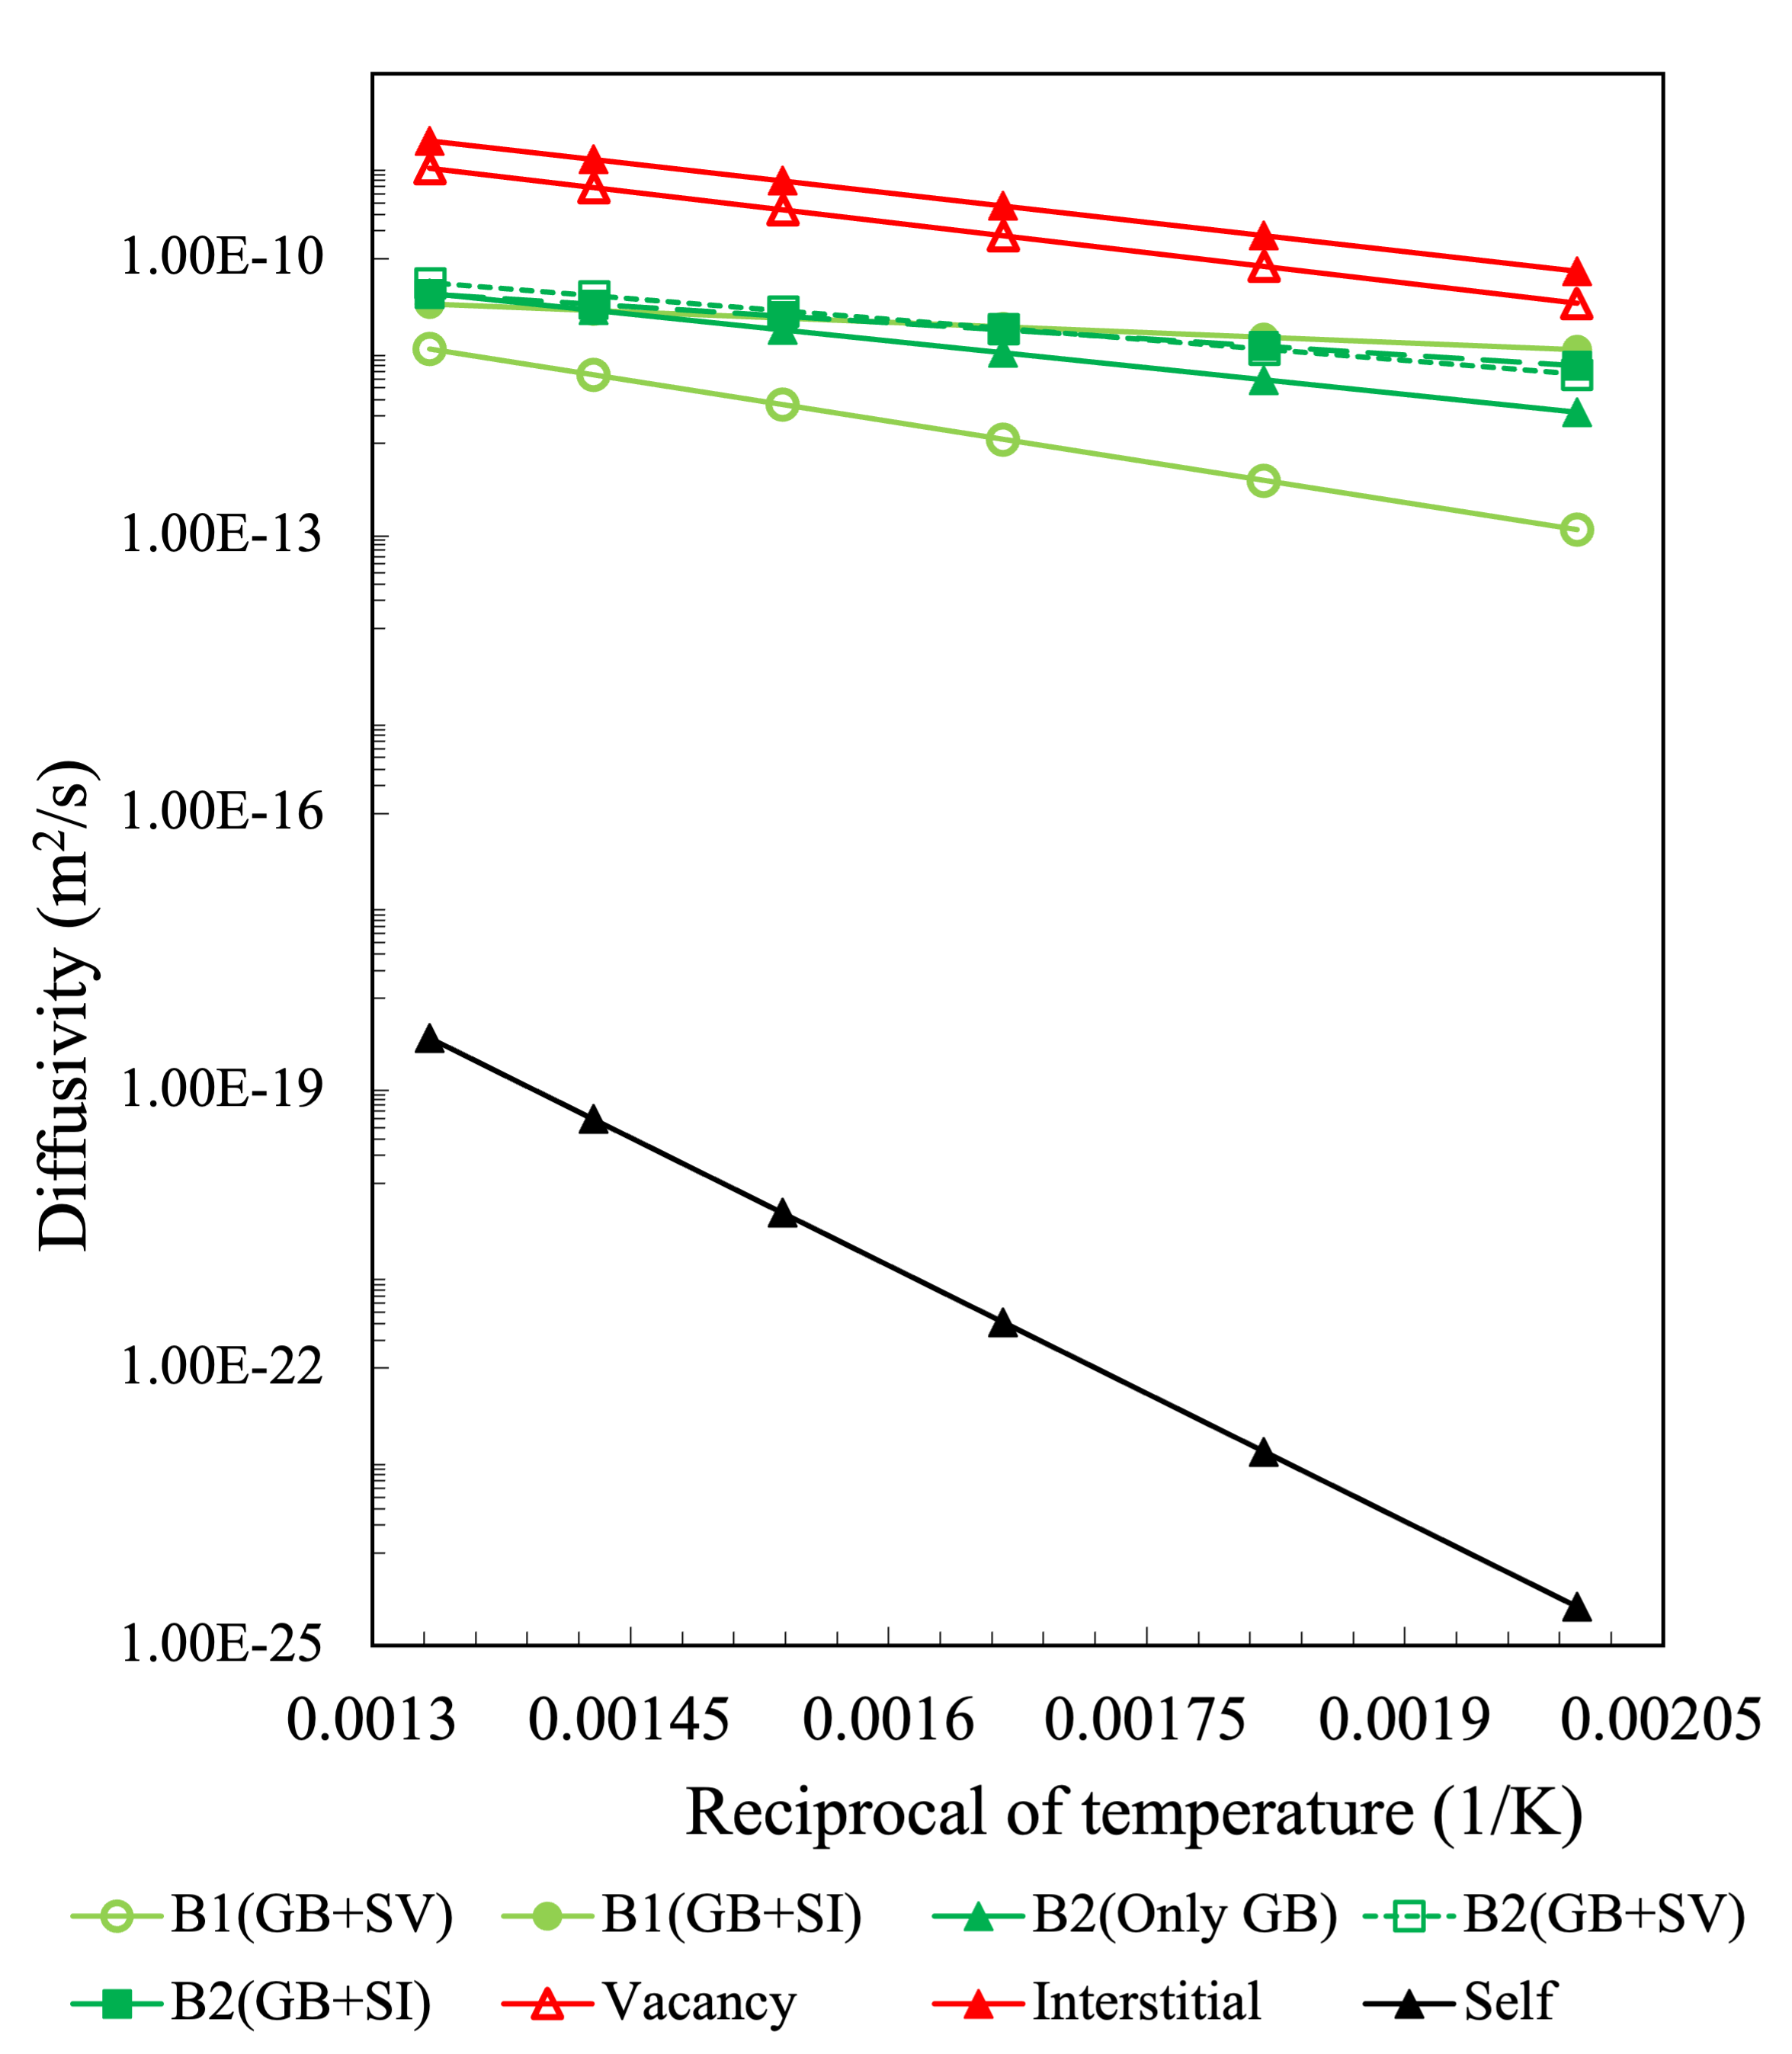 1.00E-10
1.00E-13
1.00E-16
1.00E-19
1.00E-22
1.00E-25
Diffusivity (m²/s)
0.0013 0.00145 0.0016 0.00175 0.0019 0.00205
Reciprocal of temperature (1/K)
B1(GB+SV) B1(GB+SI) B2(Only GB) B2(GB+SV)
B2(GB+SI) Vacancy Interstitial Self